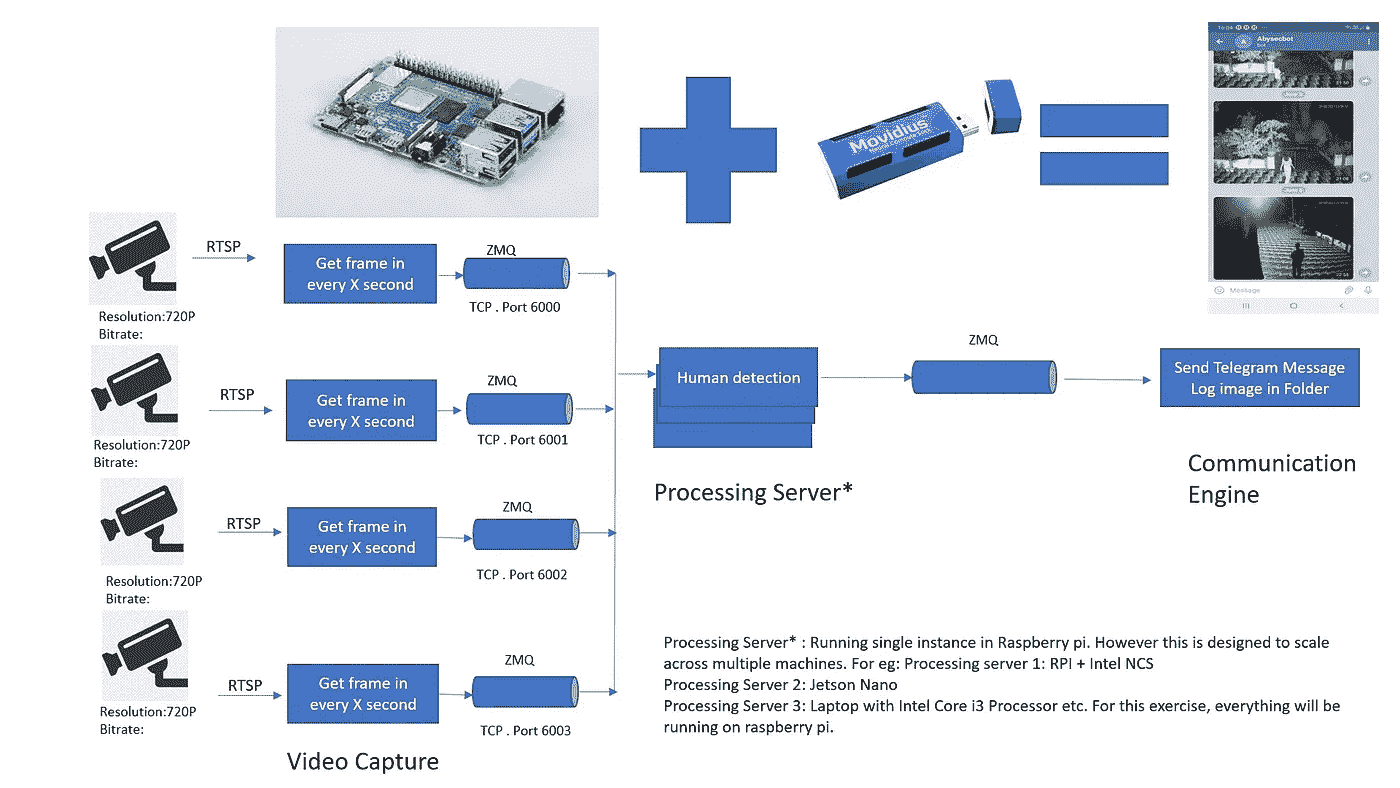 Movidius
Neural Compute Stick
Abysecbot
Message
RTSP
Get frame in
every X second
ZMQ
TCP . Port 6000
Resolution:720P
Bitrate:
RTSP
Get frame in
every X second
ZMQ
TCP . Port 6001
Resolution:720P
Bitrate:
RTSP
Get frame in
every X second
ZMQ
TCP . Port 6002
Resolution:720P
Bitrate:
RTSP
Get frame in
every X second
ZMQ
TCP . Port 6003
Resolution:720P
Bitrate:
Video Capture
Human detection
Processing Server*
ZMQ
Send Telegram Message
Log image in Folder
Communication
Engine
Processing Server* : Running single instance in Raspberry pi. However this is designed to scale
across multiple machines. For eg: Processing server 1: RPI + Intel NCS
Processing Server 2: Jetson Nano
Processing Server 3: Laptop with Intel Core i3 Processor etc. For this exercise, everything will be
running on raspberry pi.